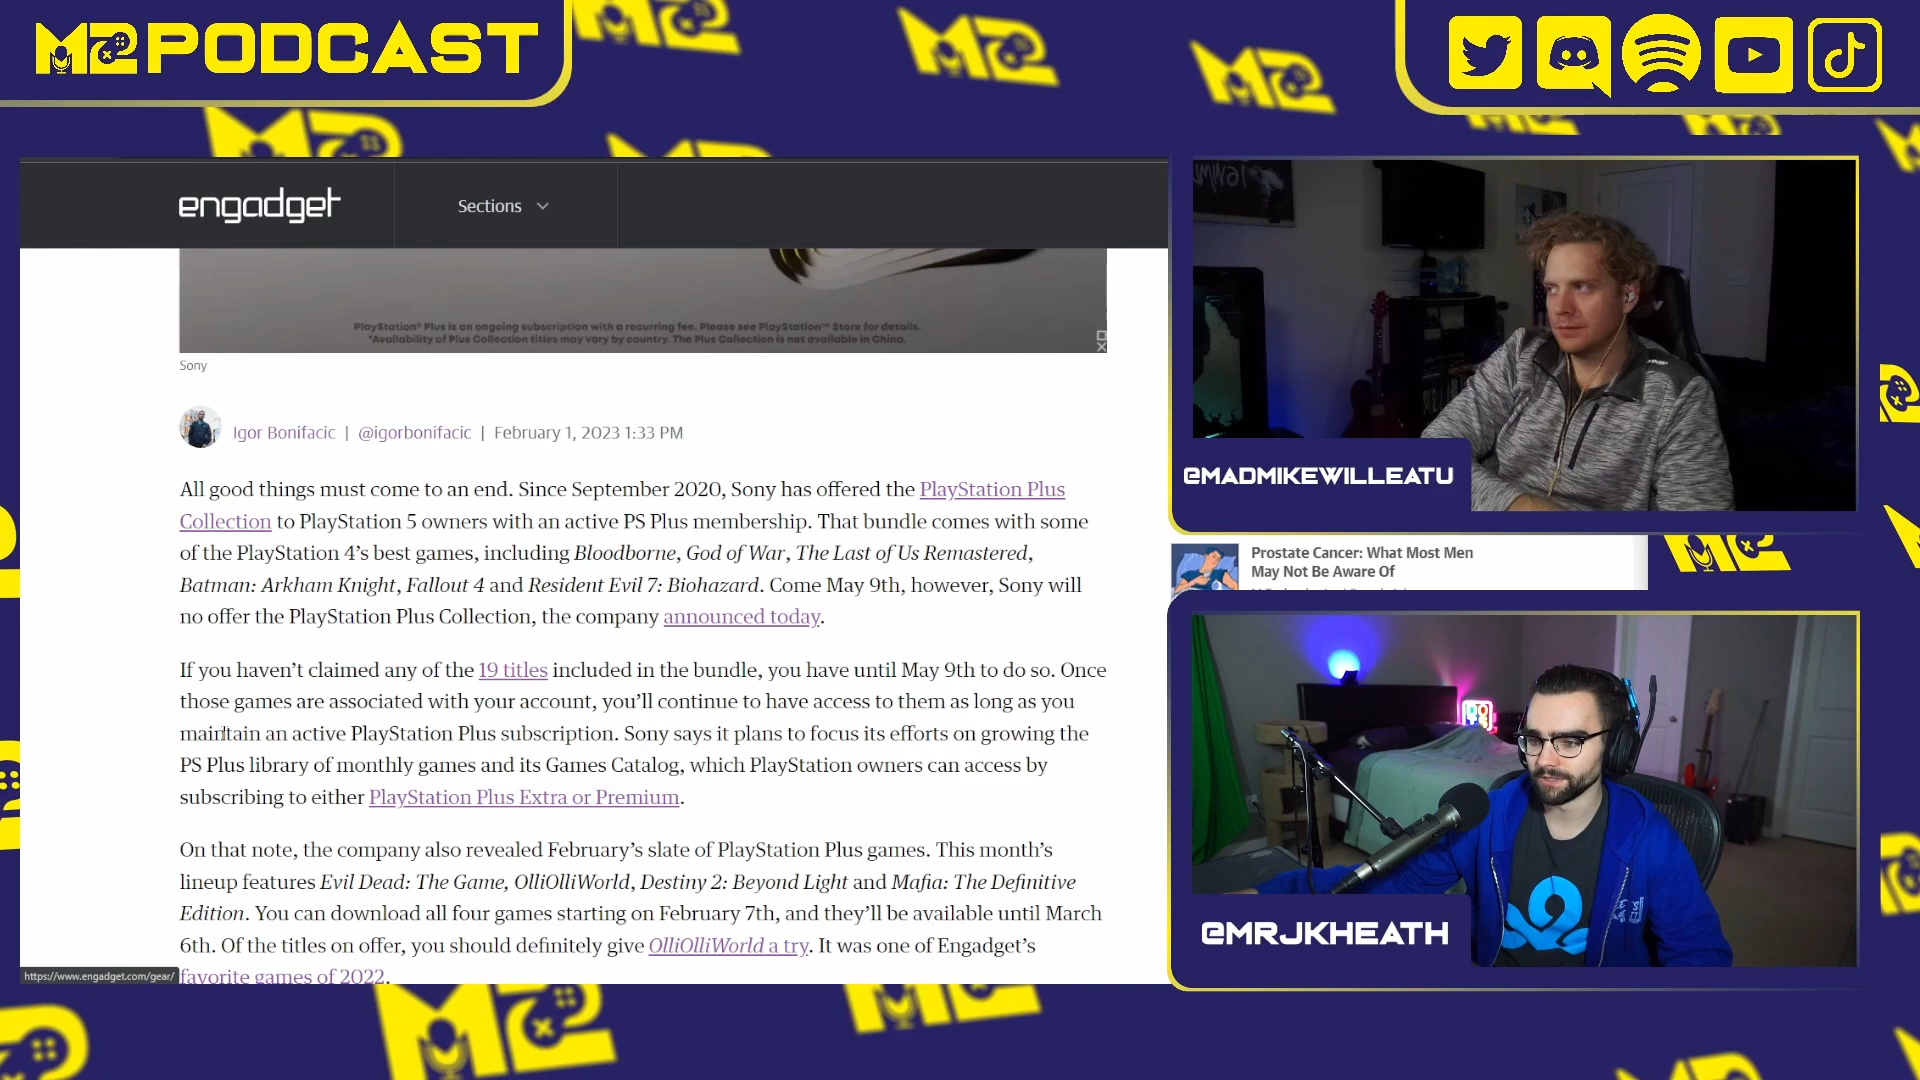 M2PODCAST
engadget
Sections
PlayStation® Plus is an ongoing subscription with a recurring fee. Please see PlayStation™ Store for details.
*Availability of Plus Collection titles may vary by country. The Plus Collection is not available in China.
Sony
Igor Bonifacic | @igorbonifacic | February 1, 2023 1:33 PM
All good things must come to an end. Since September 2020, Sony has offered the PlayStation Plus
Collection to PlayStation 5 owners with an active PS Plus membership. That bundle comes with some
of the PlayStation 4’s best games, including Bloodborne, God of War, The Last of Us Remastered,
Batman: Arkham Knight, Fallout 4 and Resident Evil 7: Biohazard. Come May 9th, however, Sony will
no offer the PlayStation Plus Collection, the company announced today.
If you haven’t claimed any of the 19 titles included in the bundle, you have until May 9th to do so. Once
those games are associated with your account, you’ll continue to have access to them as long as you
maintain an active PlayStation Plus subscription. Sony says it plans to focus its efforts on growing the
PS Plus library of monthly games and its Games Catalog, which PlayStation owners can access by
subscribing to either PlayStation Plus Extra or Premium.
On that note, the company also revealed February’s slate of PlayStation Plus games. This month’s
lineup features Evil Dead: The Game, OlliOlliWorld, Destiny 2: Beyond Light and Mafia: The Definitive
Edition. You can download all four games starting on February 7th, and they’ll be available until March
6th. Of the titles on offer, you should definitely give OlliOlliWorld a try. It was one of Engadget’s
favorite games of 2022.
https://www.engadget.com/gear/
@MADMIKEWILLEATU
Prostate Cancer: What Most Men
May Not Be Aware Of
@MRJKHEATH